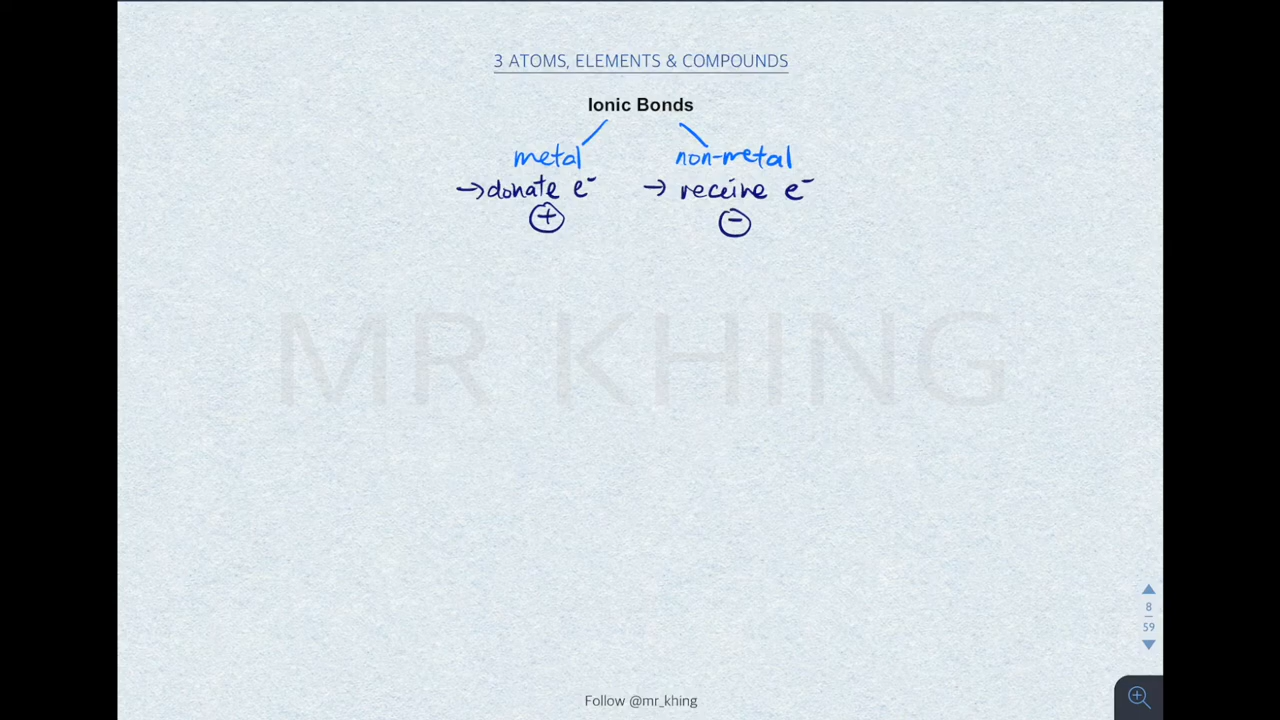 3 ATOMS, ELEMENTS & COMPOUNDS
Ionic Bonds
metal non-metal
→donate e⁻ → receive e⁻
⊕ ⊖
MR KHING
8
59
Follow @mr_khing